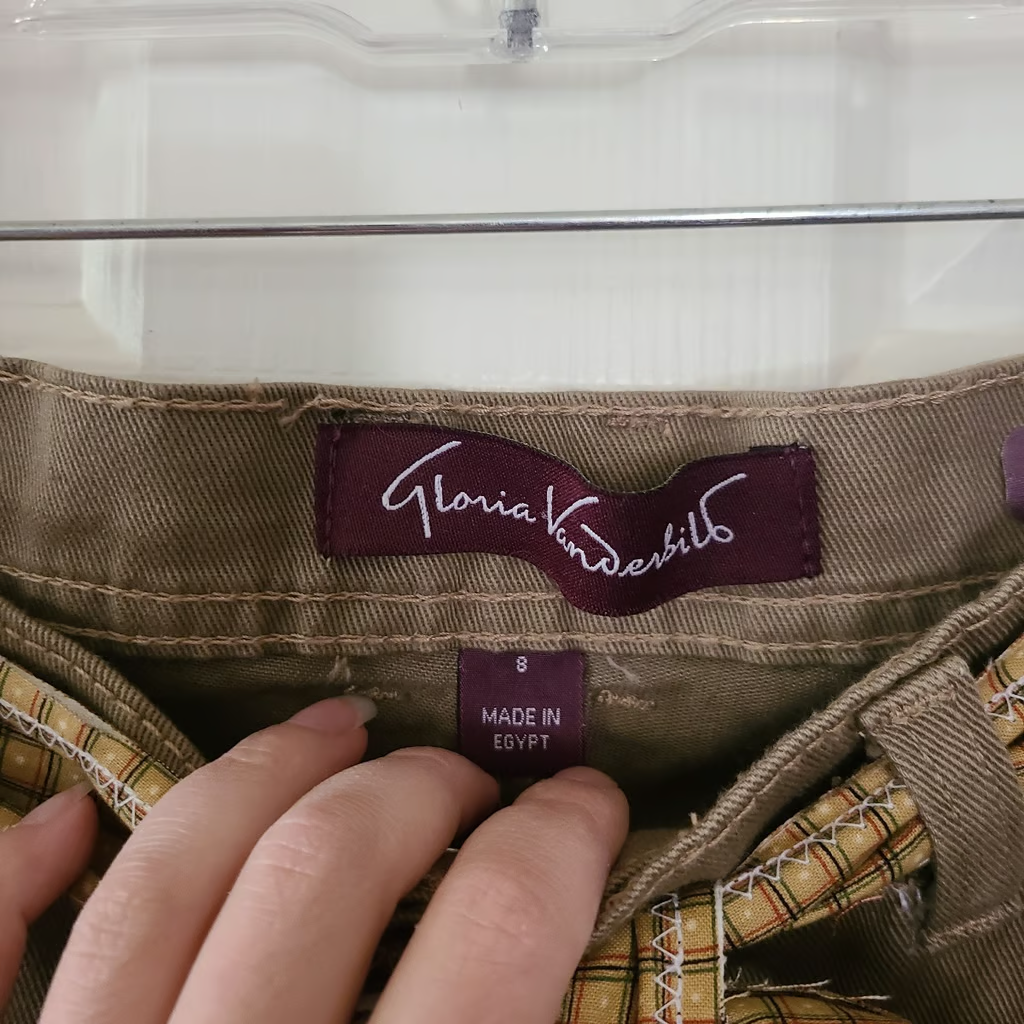 Gloria Vanderbilt
8
MADE IN
EGYPT